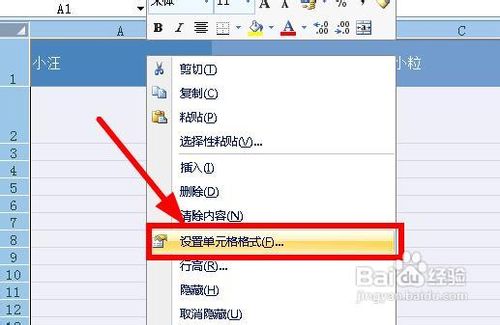 A1
宋体 11
B I
A C
1 小汪 小粒
剪切(T)
复制(C)
2 粘贴(P)
选择性粘贴(V)...
3
4 插入(I)
5
6 删除(D)
7 清除内容(N)
8 设置单元格格式(F)...
9
10 行高(R)...
11 隐藏(H)
12 取消隐藏(U)
Baidu 经验
jingyan.baidu.com